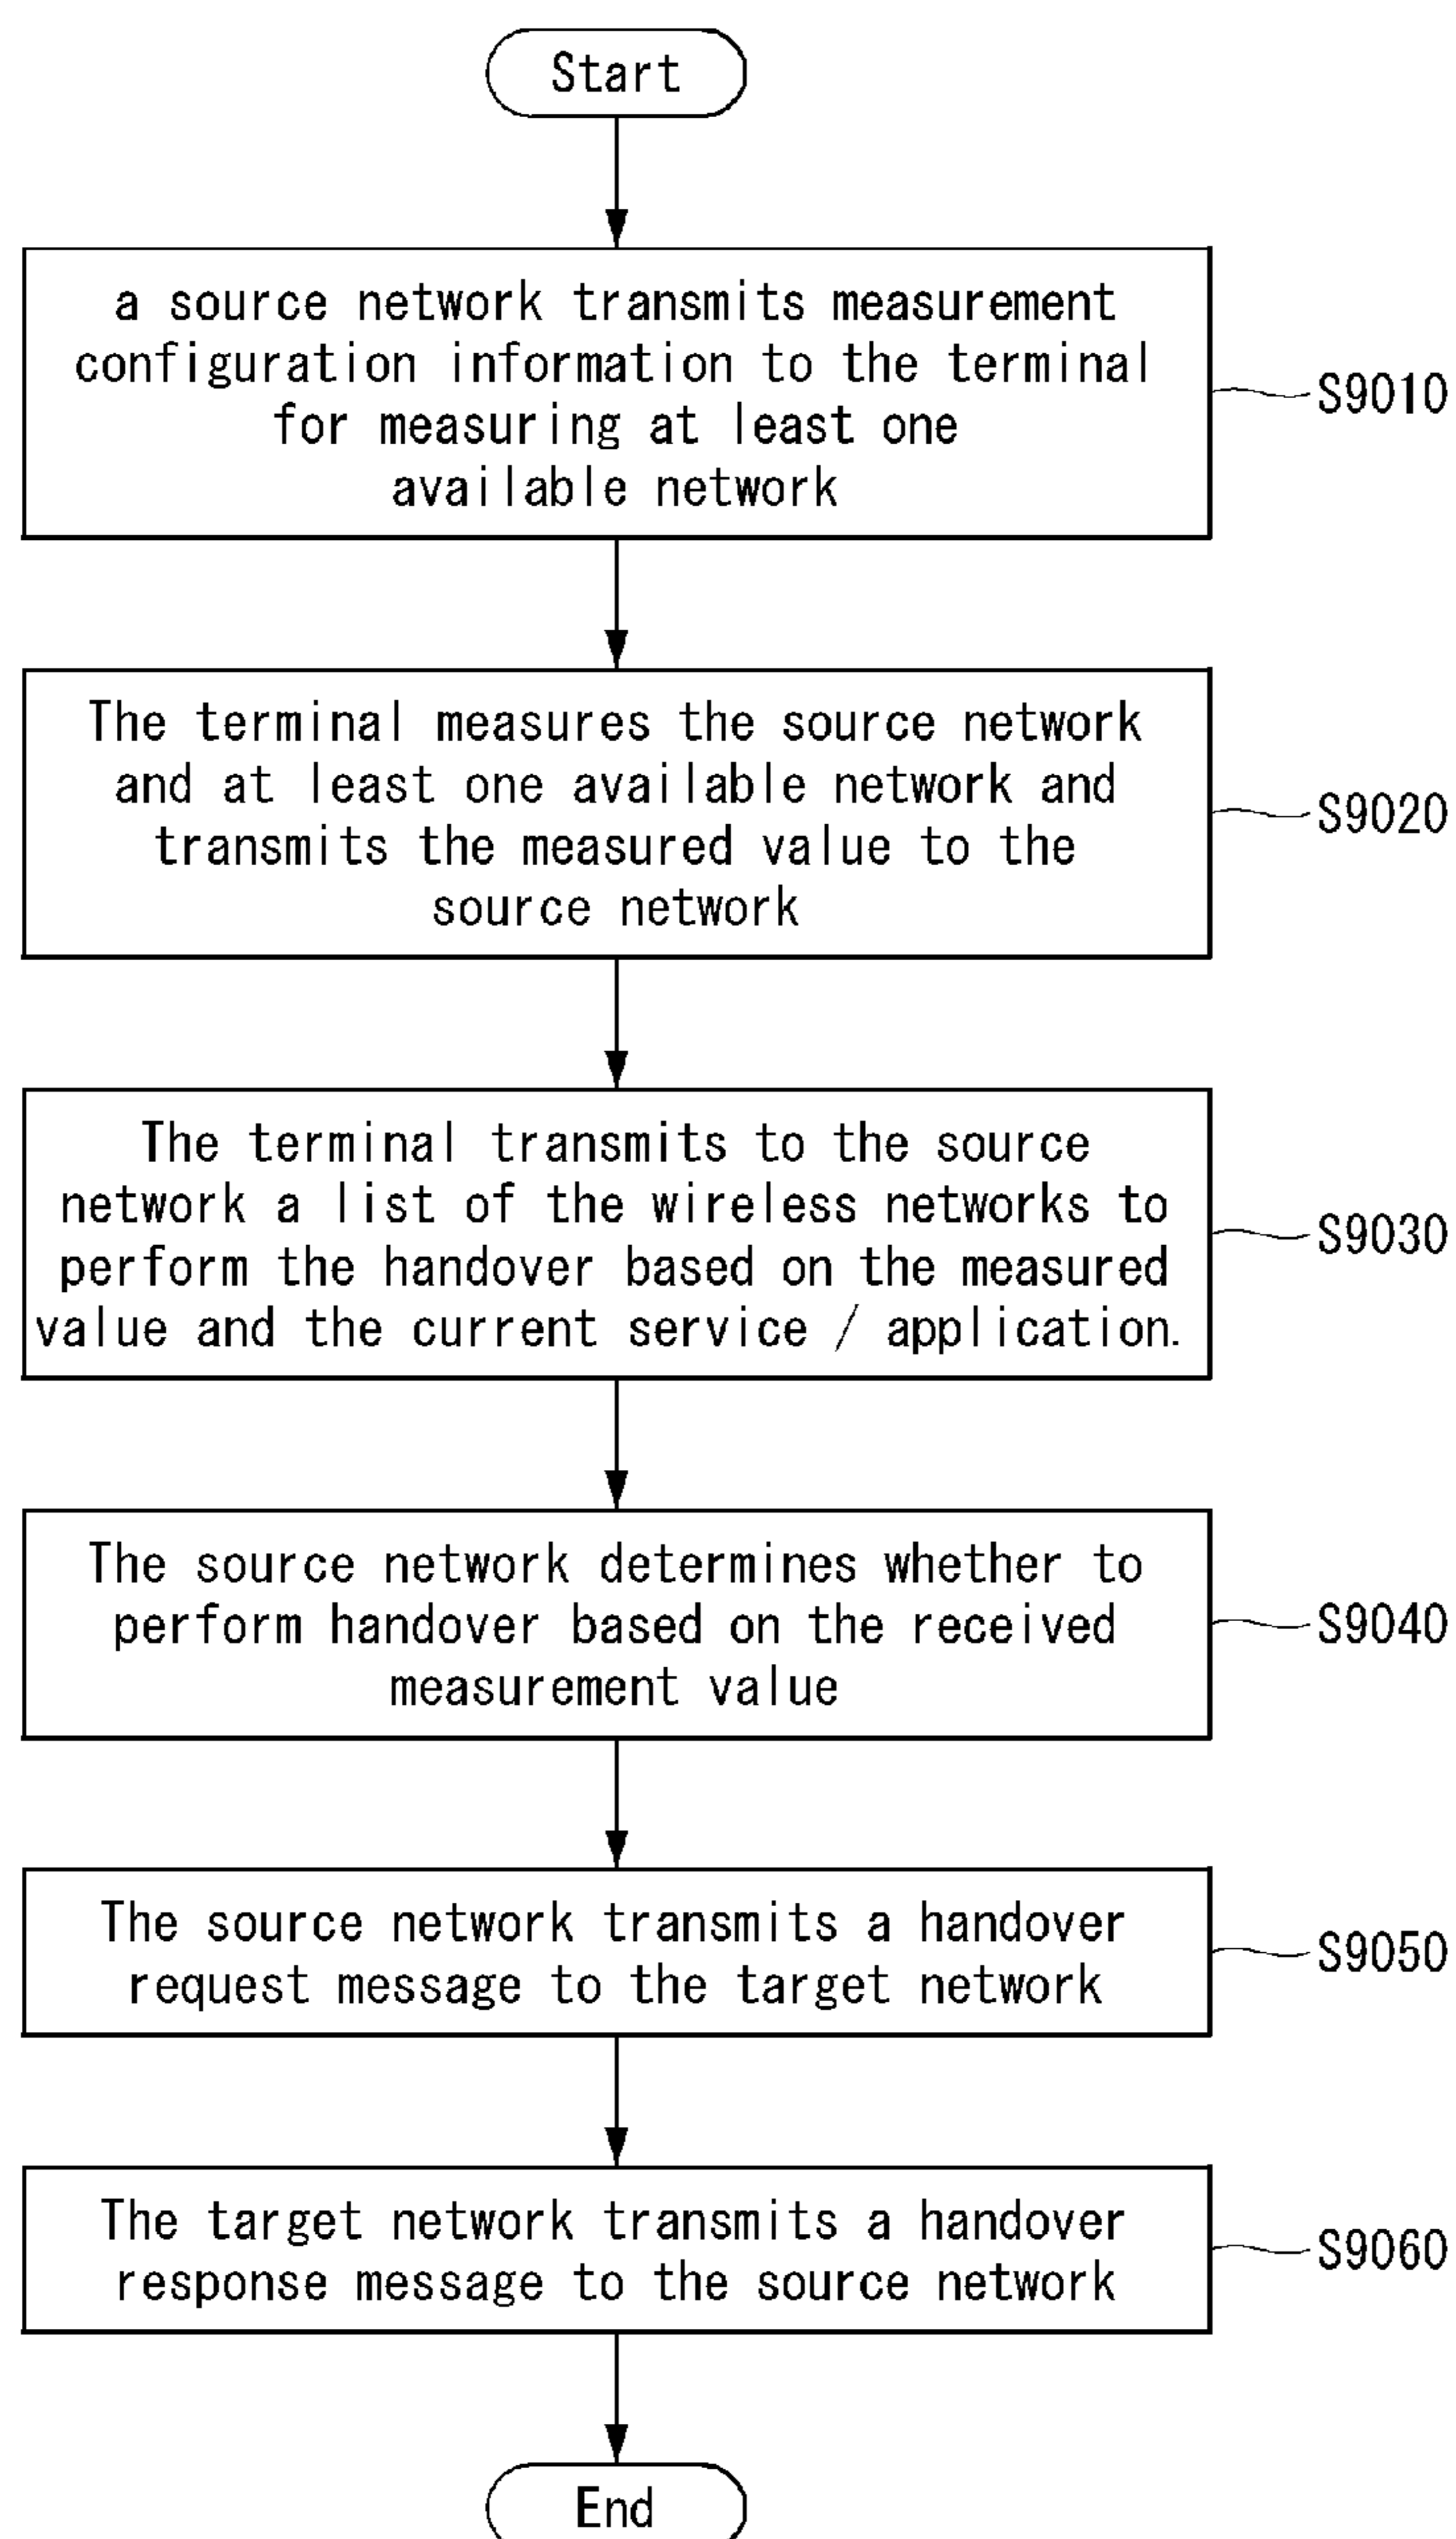 Start
a source network transmits measurement
configuration information to the terminal
for measuring at least one
available network
S9010
The terminal measures the source network
and at least one available network and
transmits the measured value to the
source network
S9020
The terminal transmits to the source
network a list of the wireless networks to
perform the handover based on the measured
value and the current service / application.
S9030
The source network determines whether to
perform handover based on the received
measurement value
S9040
The source network transmits a handover
request message to the target network
S9050
The target network transmits a handover
response message to the source network
S9060
End